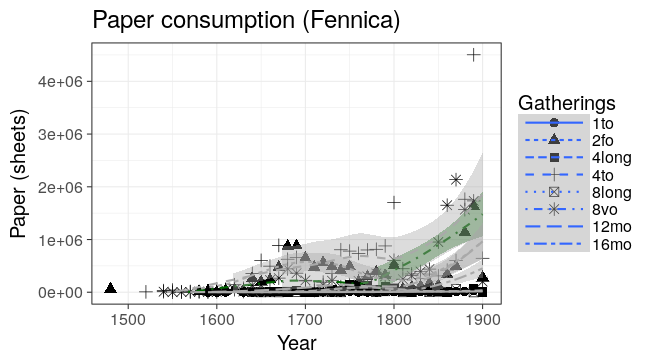 Paper consumption (Fennica)
Paper (sheets)
4e+06
3e+06
2e+06
1e+06
0e+00
1500 1600 1700 1800 1900
Year
Gatherings
1to
2fo
4long
4to
8long
8vo
12mo
16mo